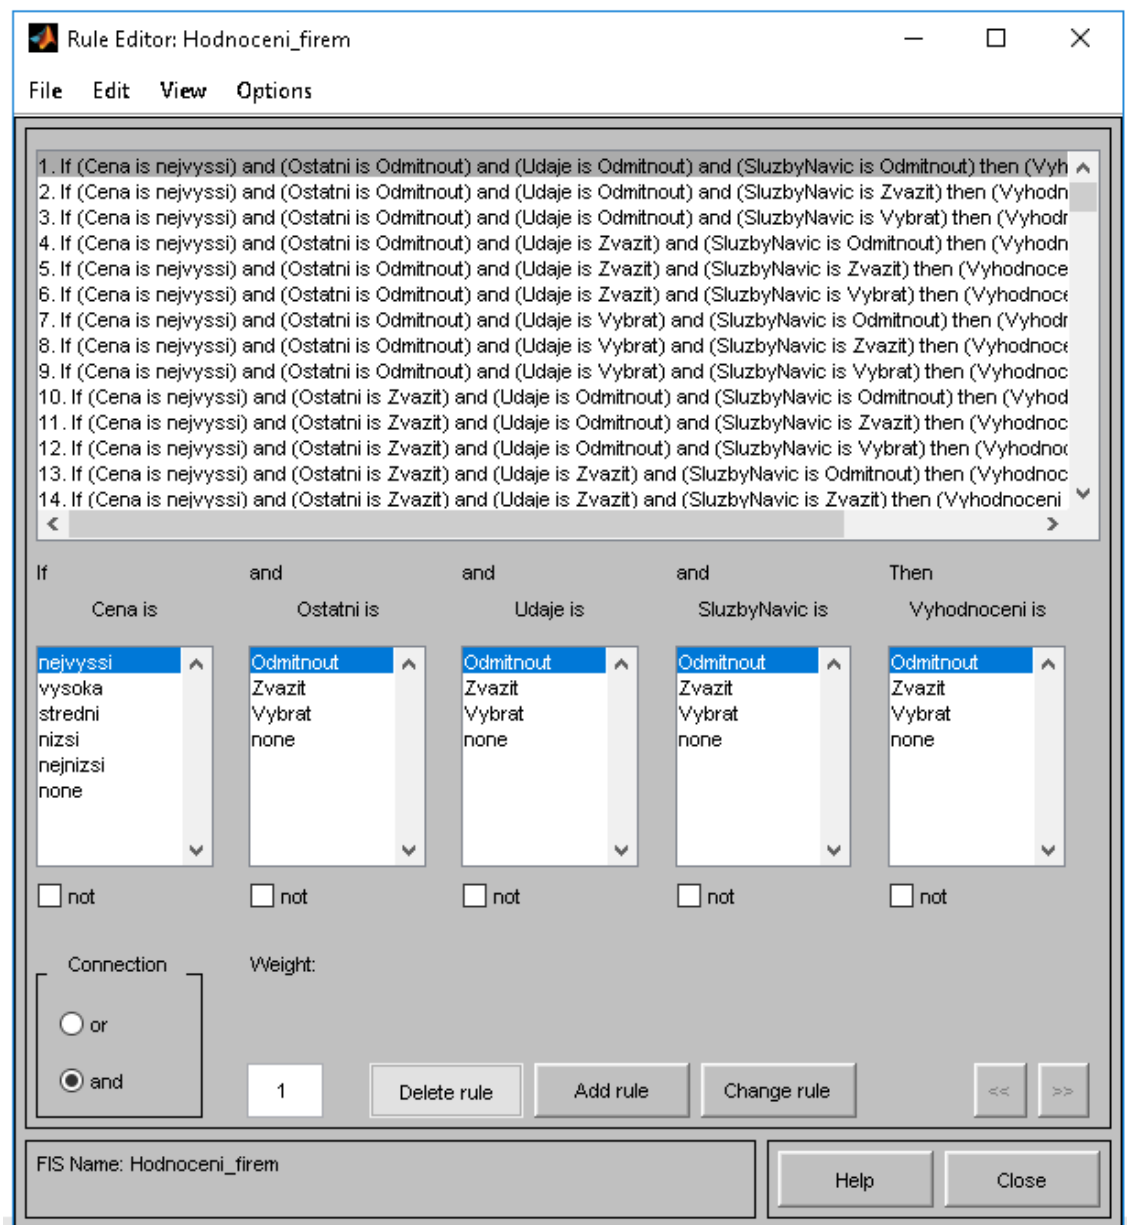 Rule Editor: Hodnoceni_firem
File Edit View Options
1. If (Cena is nejvyssi) and (Ostatni is Odmitnout) and (Udaje is Odmitnout) and (SluzbyNavic is Odmitnout) then (Vyh
2. If (Cena is nejvyssi) and (Ostatni is Odmitnout) and (Udaje is Odmitnout) and (SluzbyNavic is Zvazit) then (Vyhodn
3. If (Cena is nejvyssi) and (Ostatni is Odmitnout) and (Udaje is Odmitnout) and (SluzbyNavic is Vybrat) then (Vyhodr
4. If (Cena is nejvyssi) and (Ostatni is Odmitnout) and (Udaje is Zvazit) and (SluzbyNavic is Odmitnout) then (Vyhodn
5. If (Cena is nejvyssi) and (Ostatni is Odmitnout) and (Udaje is Zvazit) and (SluzbyNavic is Zvazit) then (Vyhodnoce
6. If (Cena is nejvyssi) and (Ostatni is Odmitnout) and (Udaje is Zvazit) and (SluzbyNavic is Vybrat) then (Vyhodnoce
7. If (Cena is nejvyssi) and (Ostatni is Odmitnout) and (Udaje is Vybrat) and (SluzbyNavic is Odmitnout) then (Vyhodr
8. If (Cena is nejvyssi) and (Ostatni is Odmitnout) and (Udaje is Vybrat) and (SluzbyNavic is Zvazit) then (Vyhodnoce
9. If (Cena is nejvyssi) and (Ostatni is Odmitnout) and (Udaje is Vybrat) and (SluzbyNavic is Vybrat) then (Vyhodnoc
10. If (Cena is nejvyssi) and (Ostatni is Zvazit) and (Udaje is Odmitnout) and (SluzbyNavic is Odmitnout) then (Vyhod
11. If (Cena is nejvyssi) and (Ostatni is Zvazit) and (Udaje is Odmitnout) and (SluzbyNavic is Zvazit) then (Vyhodnoc
12. If (Cena is nejvyssi) and (Ostatni is Zvazit) and (Udaje is Odmitnout) and (SluzbyNavic is Vybrat) then (Vyhodnoc
13. If (Cena is nejvyssi) and (Ostatni is Zvazit) and (Udaje is Zvazit) and (SluzbyNavic is Odmitnout) then (Vyhodnoc
14. If (Cena is nejvyssi) and (Ostatni is Zvazit) and (Udaje is Zvazit) and (SluzbyNavic is Zvazit) then (Vyhodnoceni
If and and and Then
Cena is Ostatni is Udaje is SluzbyNavic is Vyhodnoceni is
nejvyssi Odmitnout Odmitnout Odmitnout Odmitnout
vysoka Zvazit Zvazit Zvazit Zvazit
stredni Vybrat Vybrat Vybrat Vybrat
nizsi none none none none
nejnizsi
none
not not not not not
Connection Weight:
or
and 1 Delete rule Add rule Change rule << >>
FIS Name: Hodnoceni_firem
Help Close